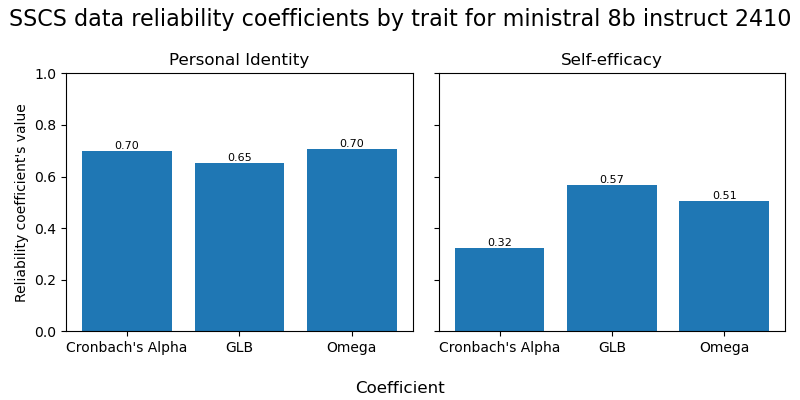 SSCS data reliability coefficients by trait for ministral 8b instruct 2410
Personal Identity
Self-efficacy
Reliability coefficient's value
1.0
0.8
0.6
0.4
0.2
0.0
0.70
0.65
0.70
0.32
0.57
0.51
Cronbach's Alpha
GLB
Omega
Cronbach's Alpha
GLB
Omega
Coefficient